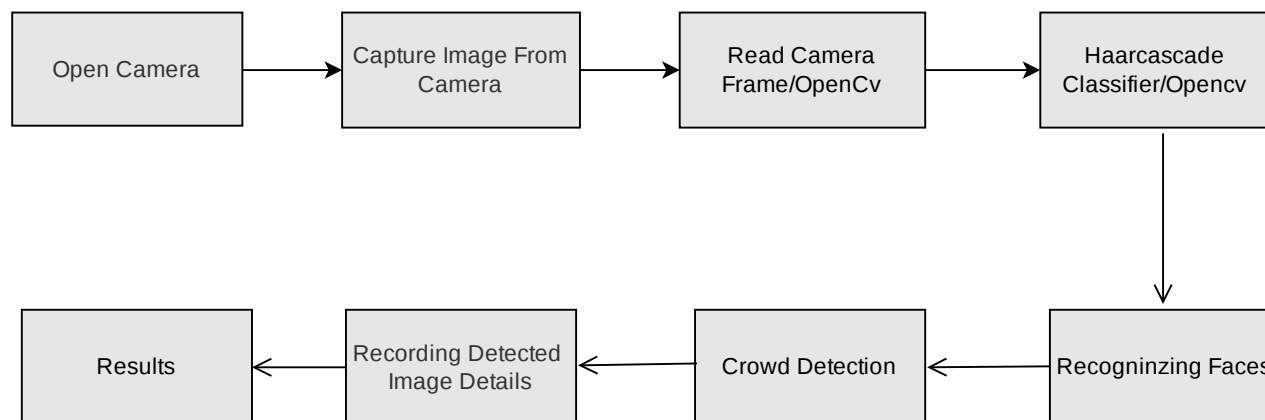 Open Camera
Capture Image From
Camera
Read Camera
Frame/OpenCv
Haarcascade
Classifier/Opencv
Results
Recording Detected
Image Details
Crowd Detection
Recogninzing Faces